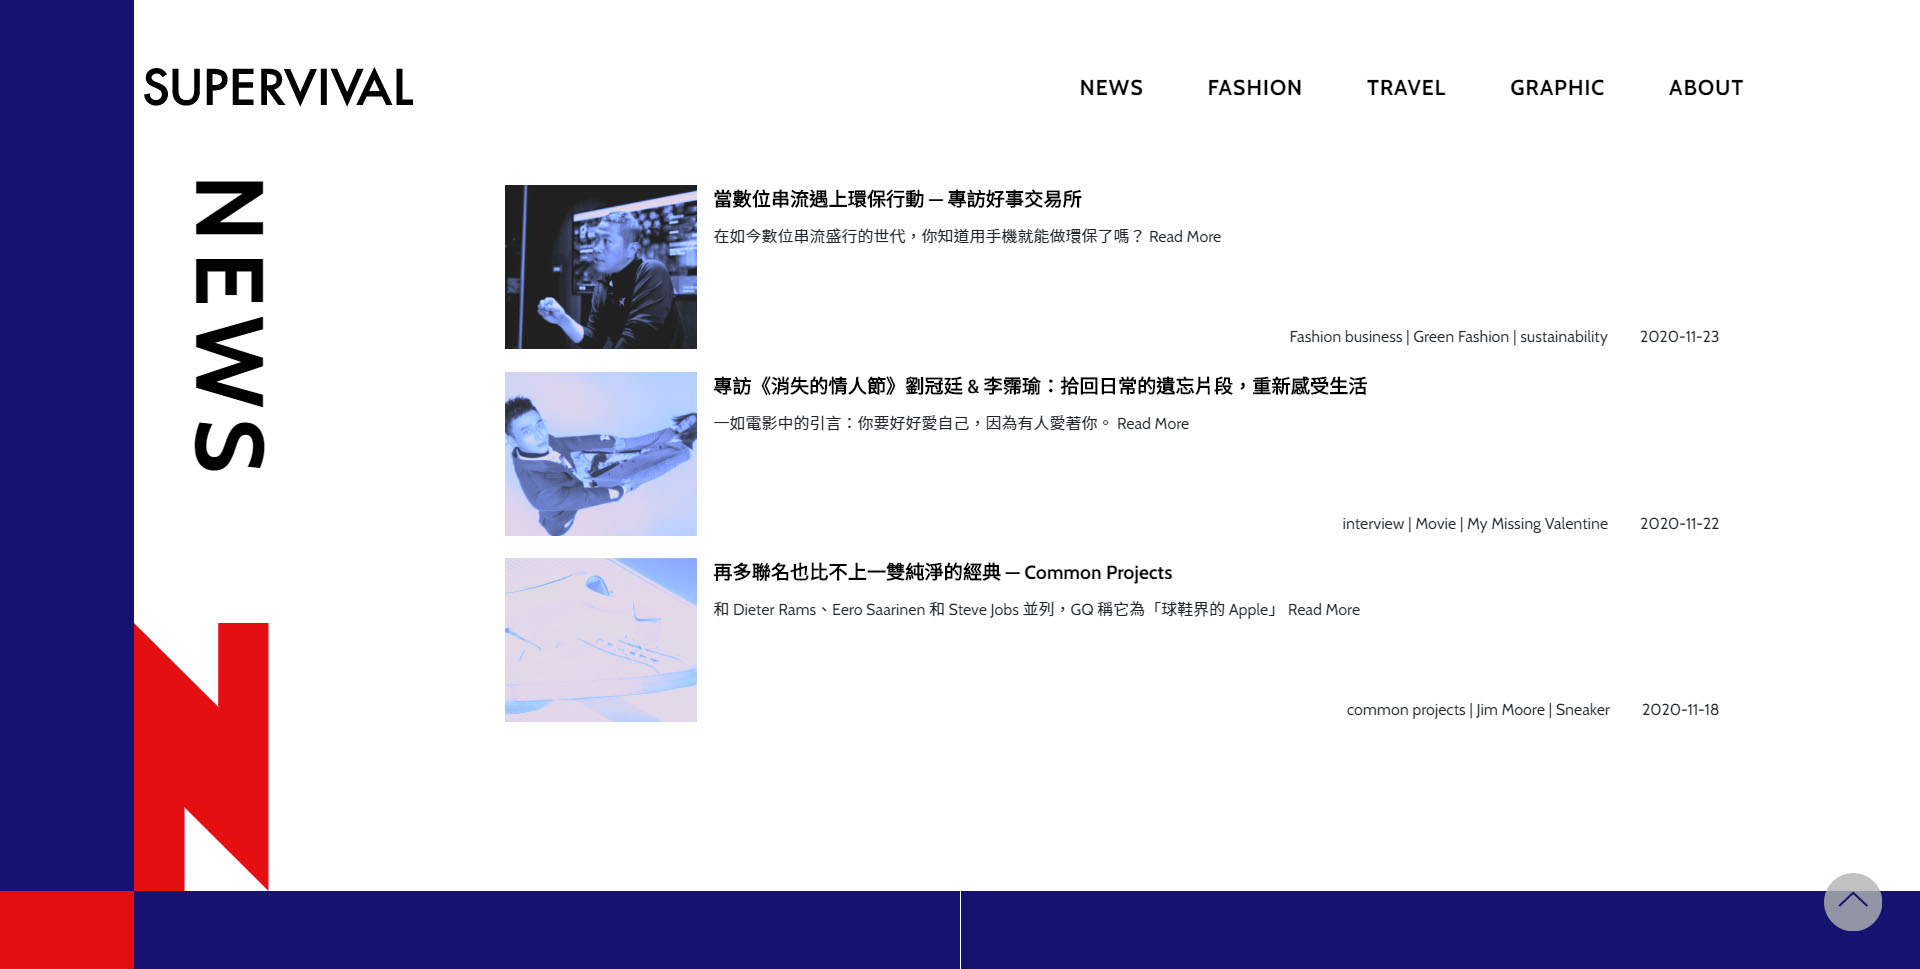 SUPERVIVAL
NEWS
FASHION
TRAVEL
GRAPHIC
ABOUT
NEWS
當數位串流遇上環保行動 — 專訪好事交易所
在如今數位串流盛行的世代，你知道用手機就能做環保了嗎？ Read More
Fashion business | Green Fashion | sustainability 2020-11-23
專訪《消失的情人節》劉冠廷 & 李霈瑜：拾回日常的遺忘片段，重新感受生活
一如電影中的引言：你要好好愛自己，因為有人愛著你。 Read More
interview | Movie | My Missing Valentine 2020-11-22
再多聯名也比不上一雙純淨的經典 — Common Projects
和 Dieter Rams、Eero Saarinen 和 Steve Jobs 並列，GQ 稱它為「球鞋界的 Apple」 Read More
common projects | Jim Moore | Sneaker 2020-11-18
N